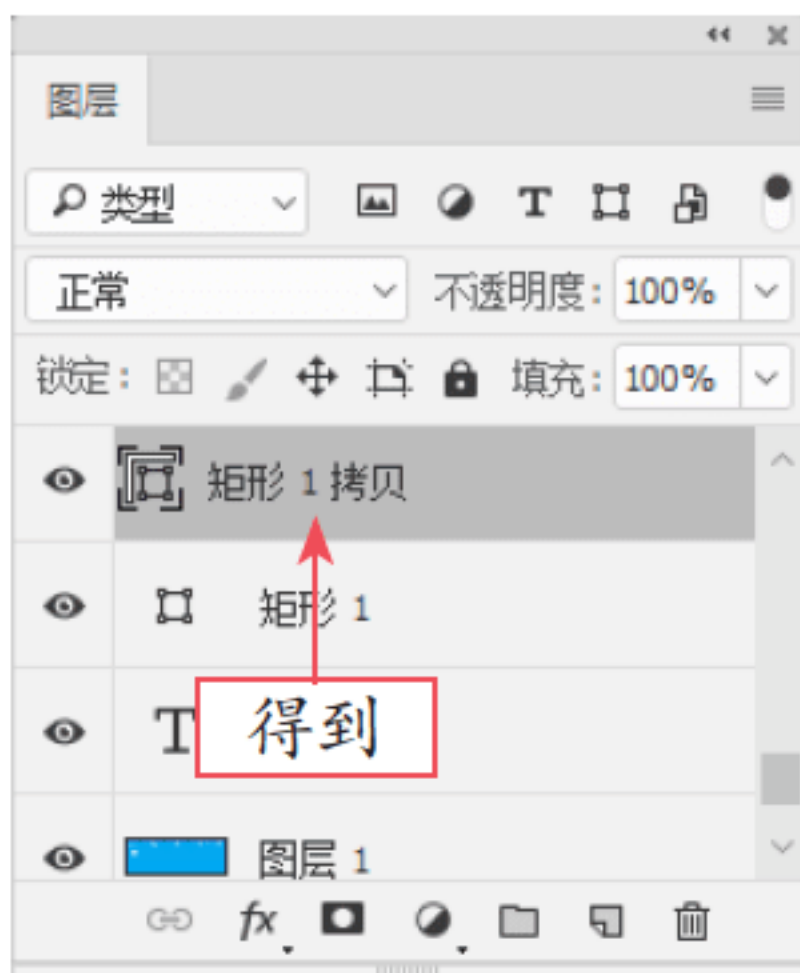 图层
类型
正常 不透明度: 100%
锁定: 填充: 100%
矩形 1 拷贝
矩形 1
T 得到
图层 1
fx